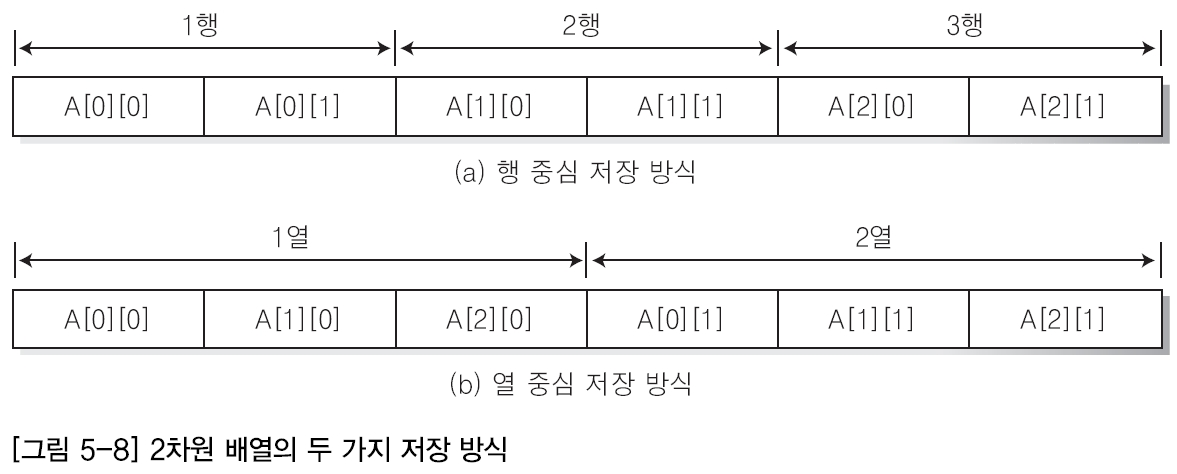 1행 2행 3행
A[0][0] A[0][1] A[1][0] A[1][1] A[2][0] A[2][1]
(a) 행 중심 저장 방식
1열 2열
A[0][0] A[1][0] A[2][0] A[0][1] A[1][1] A[2][1]
(b) 열 중심 저장 방식
[그림 5-8] 2차원 배열의 두 가지 저장 방식